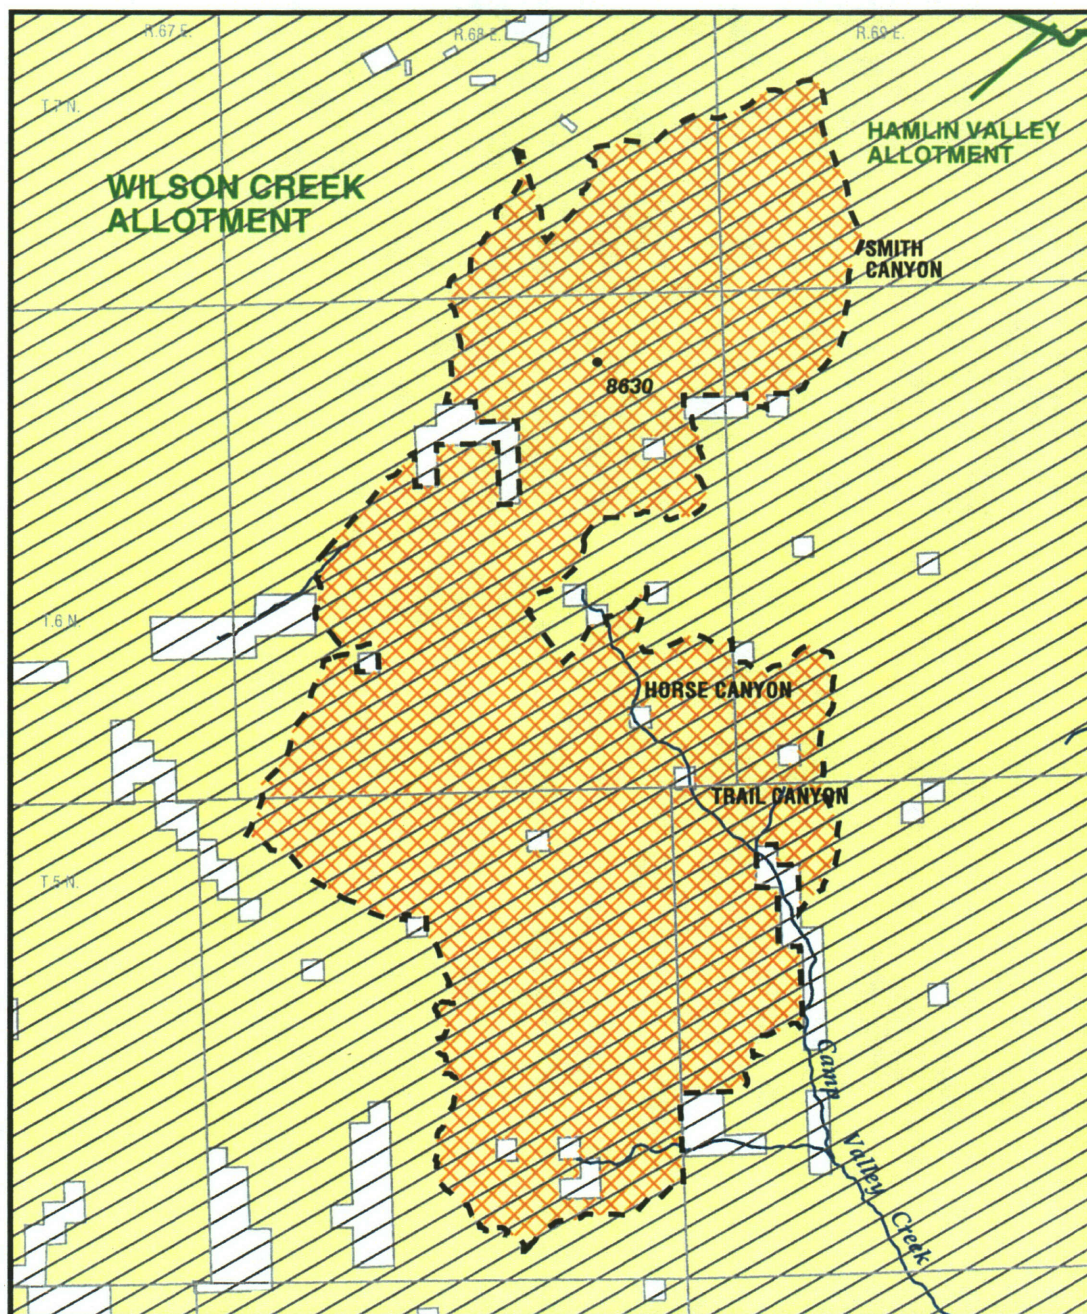 R.67 E.
R.68 E.
R.69 E.
T.7 N.
HAMLIN VALLEY
ALLOTMENT
WILSON CREEK
ALLOTMENT
SMITH
CANYON
8630
T.6 N.
HORSE CANYON
TRAIL CANYON
T.5 N.
Camp
Valley
Creek